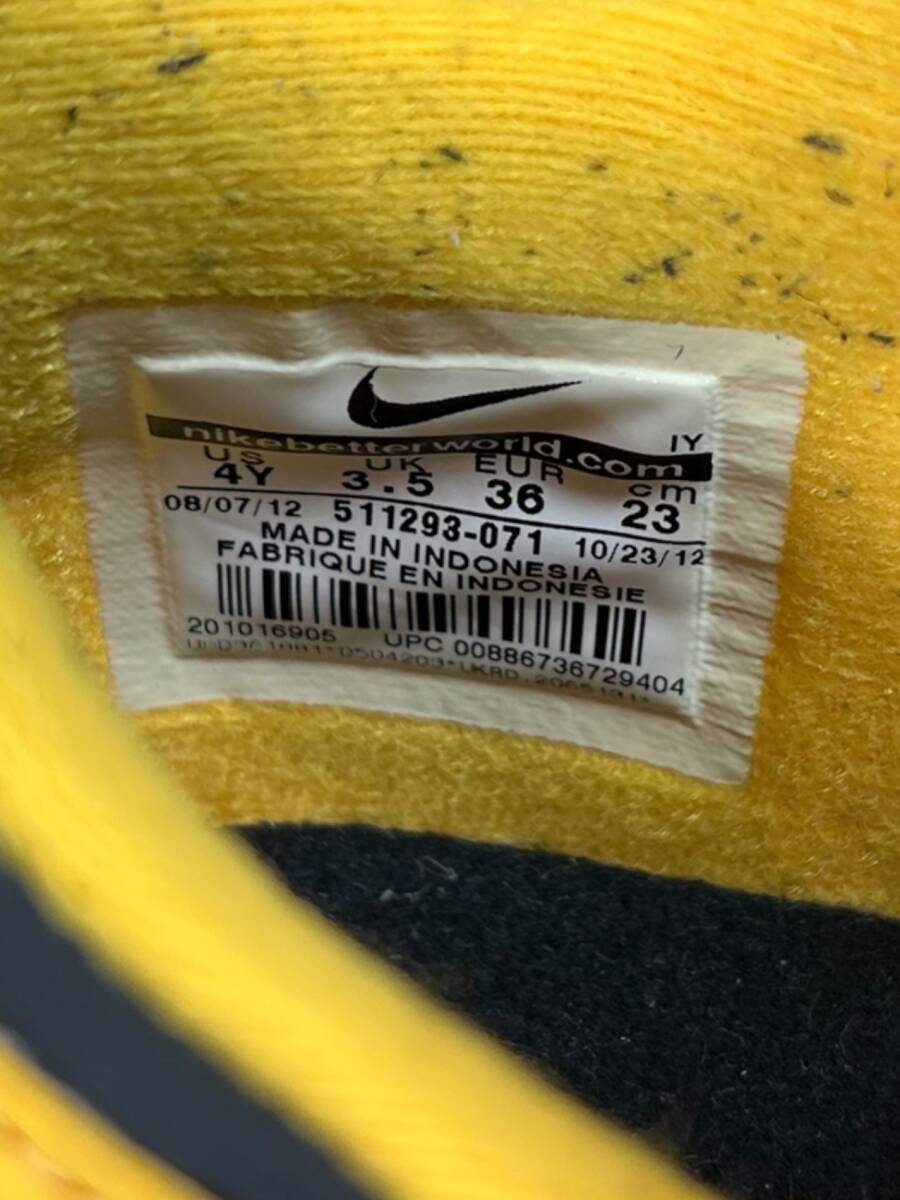 nikebetterworld.com
IY
US UK EUR cm
4Y 3.5 36 23
08/07/12 511293-071 10/23/12
MADE IN INDONESIA
FABRIQUE EN INDONESIE
201016905 UPC 00886736729404